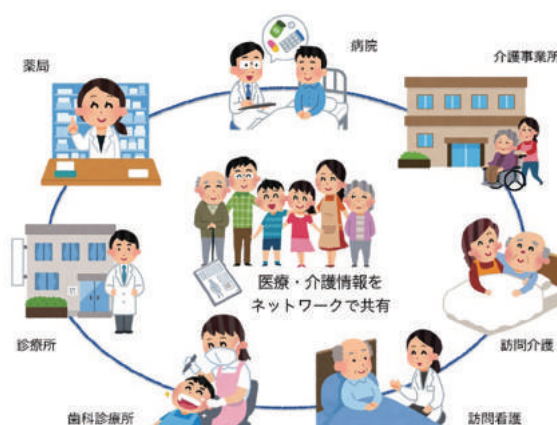 病院
薬局
介護事業所
医療・介護情報を
ネットワークで共有
診療所
訪問介護
歯科診療所
訪問看護